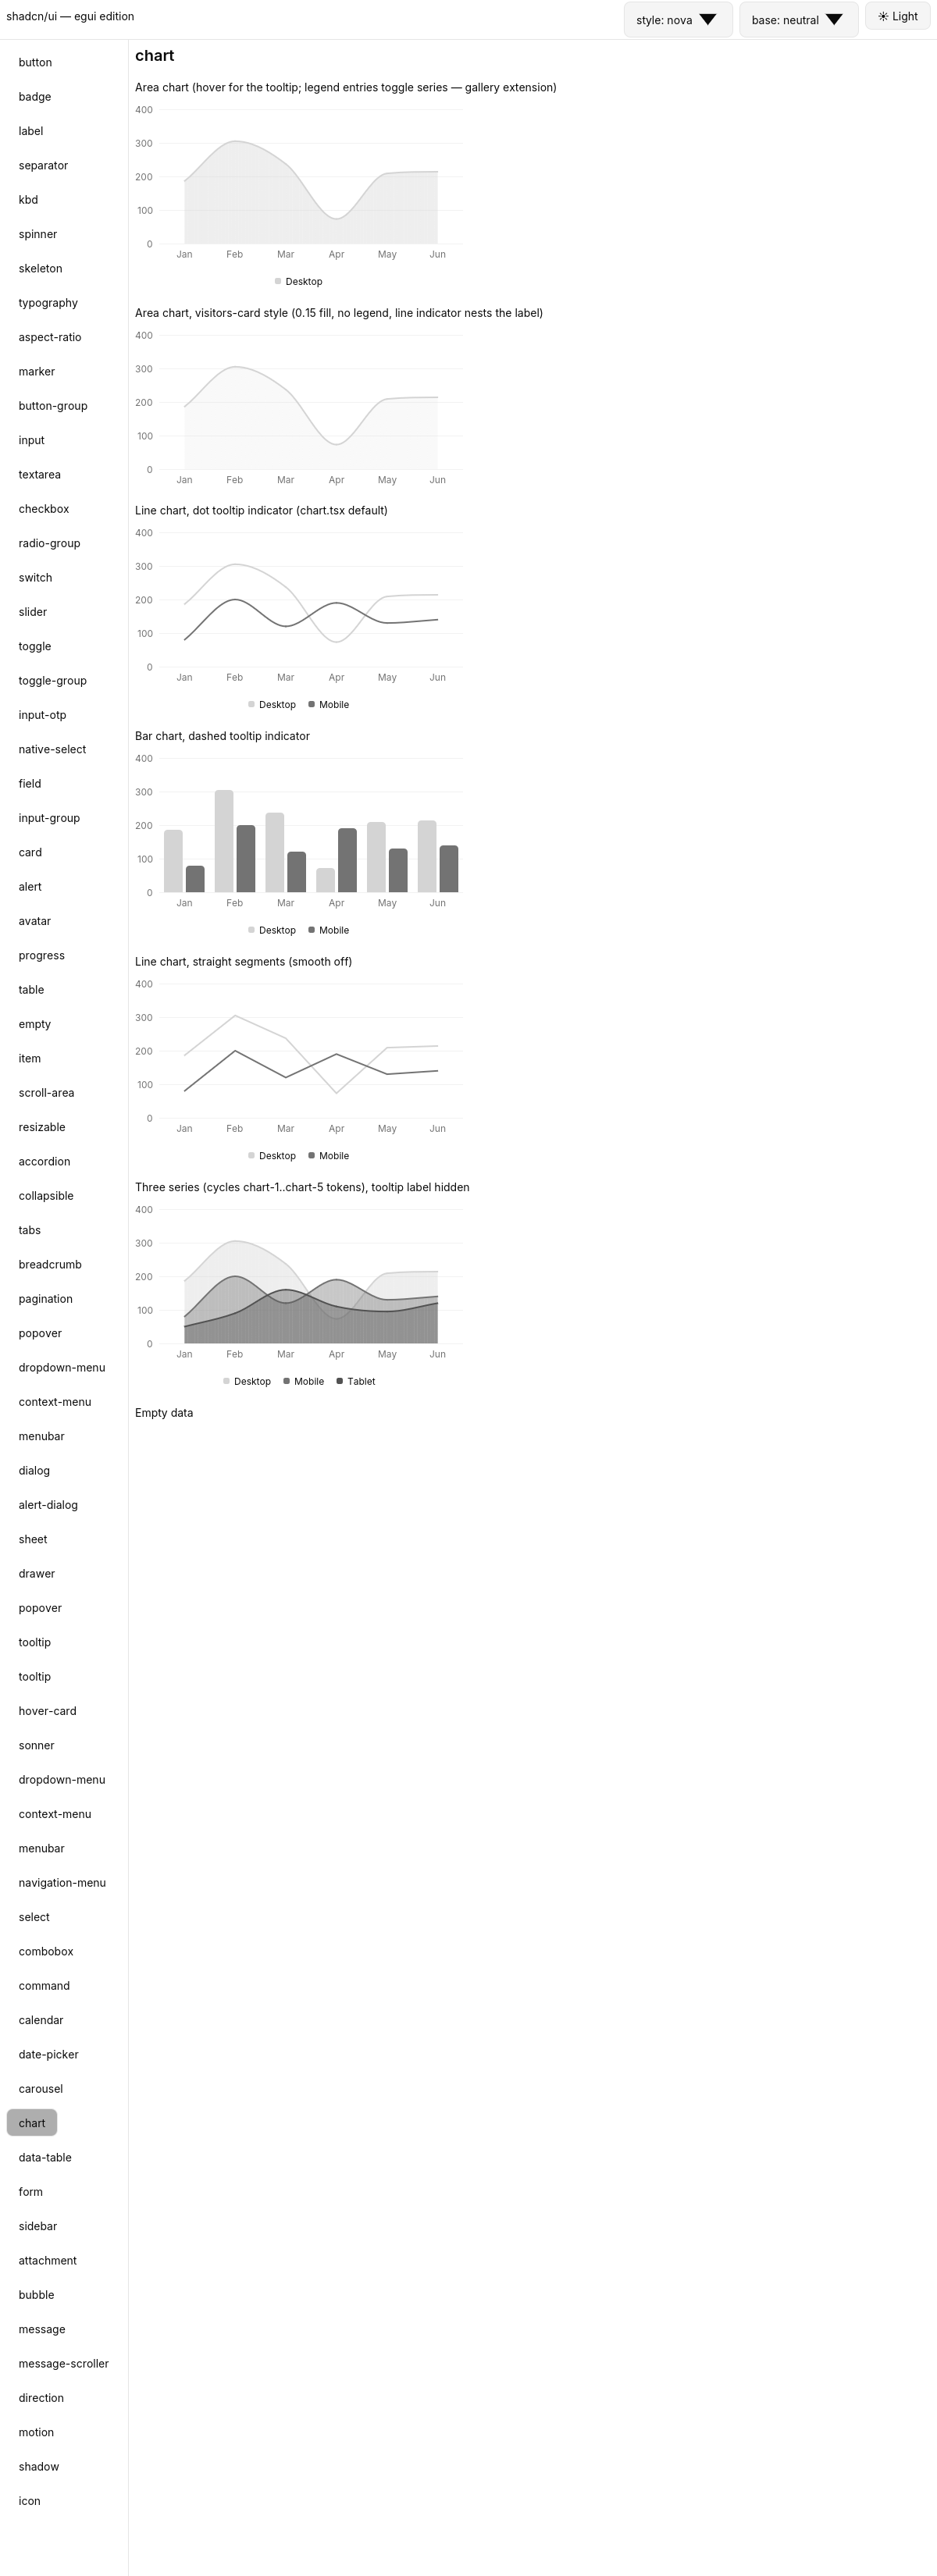 shadcn/ui — egui edition
style: nova
base: neutral
☀ Light
button
badge
label
separator
kbd
spinner
skeleton
typography
aspect-ratio
marker
button-group
input
textarea
checkbox
radio-group
switch
slider
toggle
toggle-group
input-otp
native-select
field
input-group
card
alert
avatar
progress
table
empty
item
scroll-area
resizable
accordion
collapsible
tabs
breadcrumb
pagination
popover
dropdown-menu
context-menu
menubar
dialog
alert-dialog
sheet
drawer
popover
tooltip
tooltip
hover-card
sonner
dropdown-menu
context-menu
menubar
navigation-menu
select
combobox
command
calendar
date-picker
carousel
chart
data-table
form
sidebar
attachment
bubble
message
message-scroller
direction
motion
shadow
icon
chart
Area chart (hover for the tooltip; legend entries toggle series — gallery extension)
400
300
200
100
0
Jan Feb Mar Apr May Jun
Desktop
Area chart, visitors-card style (0.15 fill, no legend, line indicator nests the label)
400
300
200
100
0
Jan Feb Mar Apr May Jun
Line chart, dot tooltip indicator (chart.tsx default)
400
300
200
100
0
Jan Feb Mar Apr May Jun
Desktop Mobile
Bar chart, dashed tooltip indicator
400
300
200
100
0
Jan Feb Mar Apr May Jun
Desktop Mobile
Line chart, straight segments (smooth off)
400
300
200
100
0
Jan Feb Mar Apr May Jun
Desktop Mobile
Three series (cycles chart-1..chart-5 tokens), tooltip label hidden
400
300
200
100
0
Jan Feb Mar Apr May Jun
Desktop Mobile Tablet
Empty data